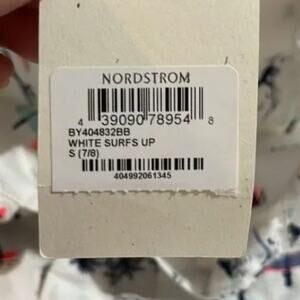 NORDSTROM
4 39090 78954 8
BY404832BB
WHITE SURFS UP
S (7/8)
404992061345